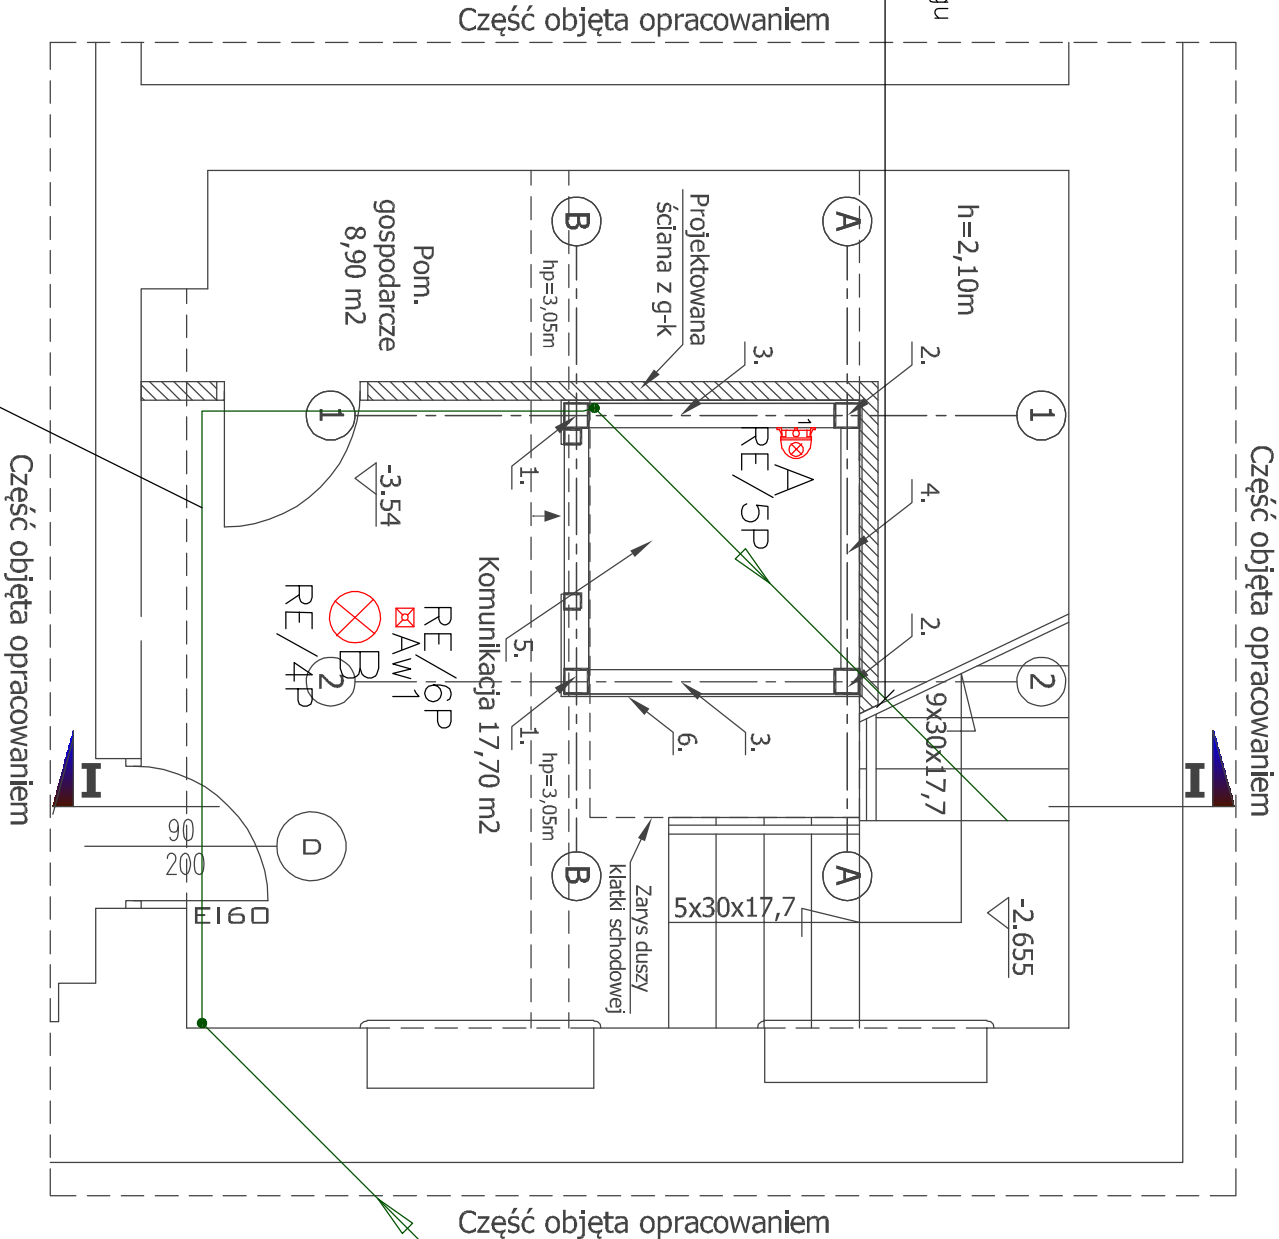 Część objęta opracowaniem
gu
h=2,10m
Projektowana
ściana z g-k
Pom.
gospodarcze
8,90 m2
B
A
hp=3,05m
3.
2.
1
1
1.
-3.54
1
A
RE/5P
4.
Część objęta opracowaniem
Część objęta opracowaniem
Komunikacja 17,70 m2
5.
2.
RE/6P
AW1
B
RE/4P
2
2
1.
6.
3.
hp=3,05m
9x30x17,7
I
I
90
200
D
EI60
B
A
Zarys duszy
klatki schodowej
5x30x17,7
-2.655
Część objęta opracowaniem